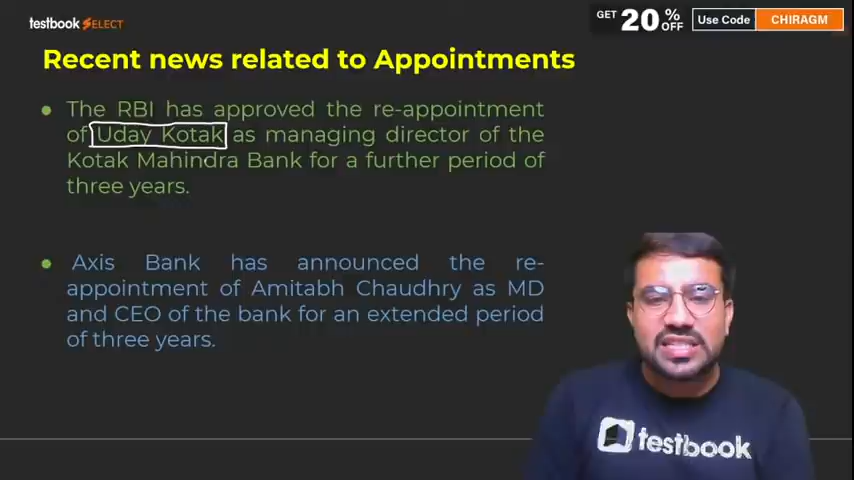 testbook SELECT
GET 20% OFF
Use Code CHIRAGM
Recent news related to Appointments
The RBI has approved the re-appointment
of Uday Kotak as managing director of the
Kotak Mahindra Bank for a further period of
three years.
Axis Bank has announced the re-
appointment of Amitabh Chaudhry as MD
and CEO of the bank for an extended period
of three years.
testbook